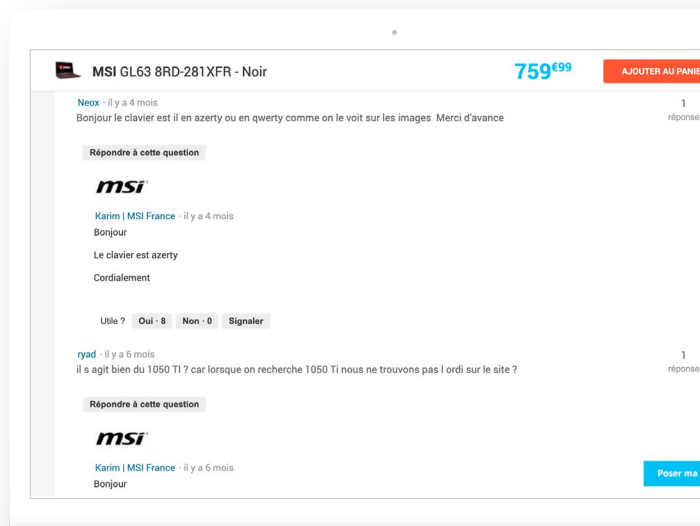 MSI GL63 8RD-281XFR - Noir
759€99
AJOUTER AU PANIE
Neox · il y a 4 mois
1
réponse
Bonjour le clavier est il en azerty ou en qwerty comme on le voit sur les images Merci d'avance
Répondre à cette question
msi
Karim | MSI France · il y a 4 mois
Bonjour
Le clavier est azerty
Cordialement
Utile ? Oui · 8 Non · 0 Signaler
ryad · il y a 6 mois
1
réponse
il s agit bien du 1050 TI ? car lorsque on recherche 1050 Ti nous ne trouvons pas l ordi sur le site ?
Répondre à cette question
msi
Karim | MSI France · il y a 6 mois
Bonjour
Poser ma